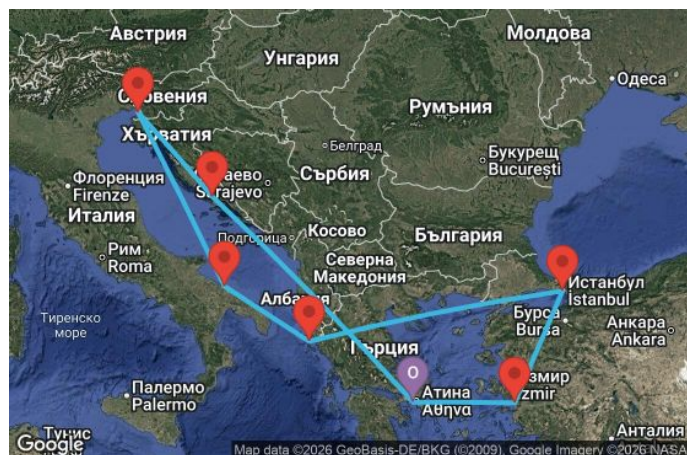 Австрия
Молдова
Унгария
Одеса
Словения
Румъния
Хърватия
Белград
Букурещ
București
Сараево
Sarajevo
Сърбия
Флоренция
Firenze
Италия
Подгорица
Косово
България
Рим
Roma
Северна
Македония
Истанбул
İstanbul
Албания
Бурса
Bursa
Анкара
Ankara
Тиренско
море
Гърция
О
Измир
Izmir
Атина
Αθήνα
Палермо
Palermo
Анталия
Тунис
Google
Map data ©2026 GeoBasis-DE/BKG (©2009), Google Imagery ©2026 NASA